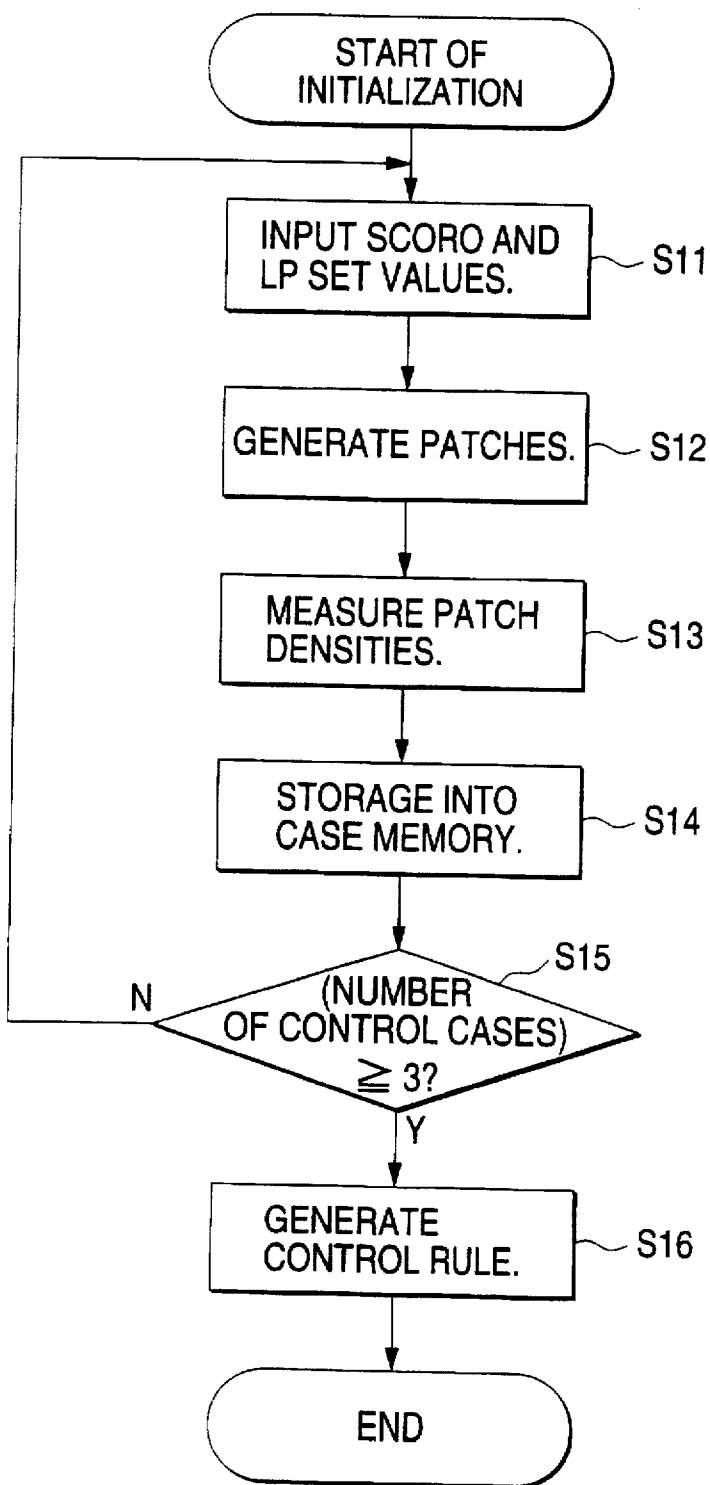 START OF
INITIALIZATION
INPUT SCORO AND
LP SET VALUES.
S11
GENERATE PATCHES.
S12
MEASURE PATCH
DENSITIES.
S13
STORAGE INTO
CASE MEMORY.
S14
S15
N
(NUMBER
OF CONTROL CASES)
≧ 3?
Y
GENERATE
CONTROL RULE.
S16
END